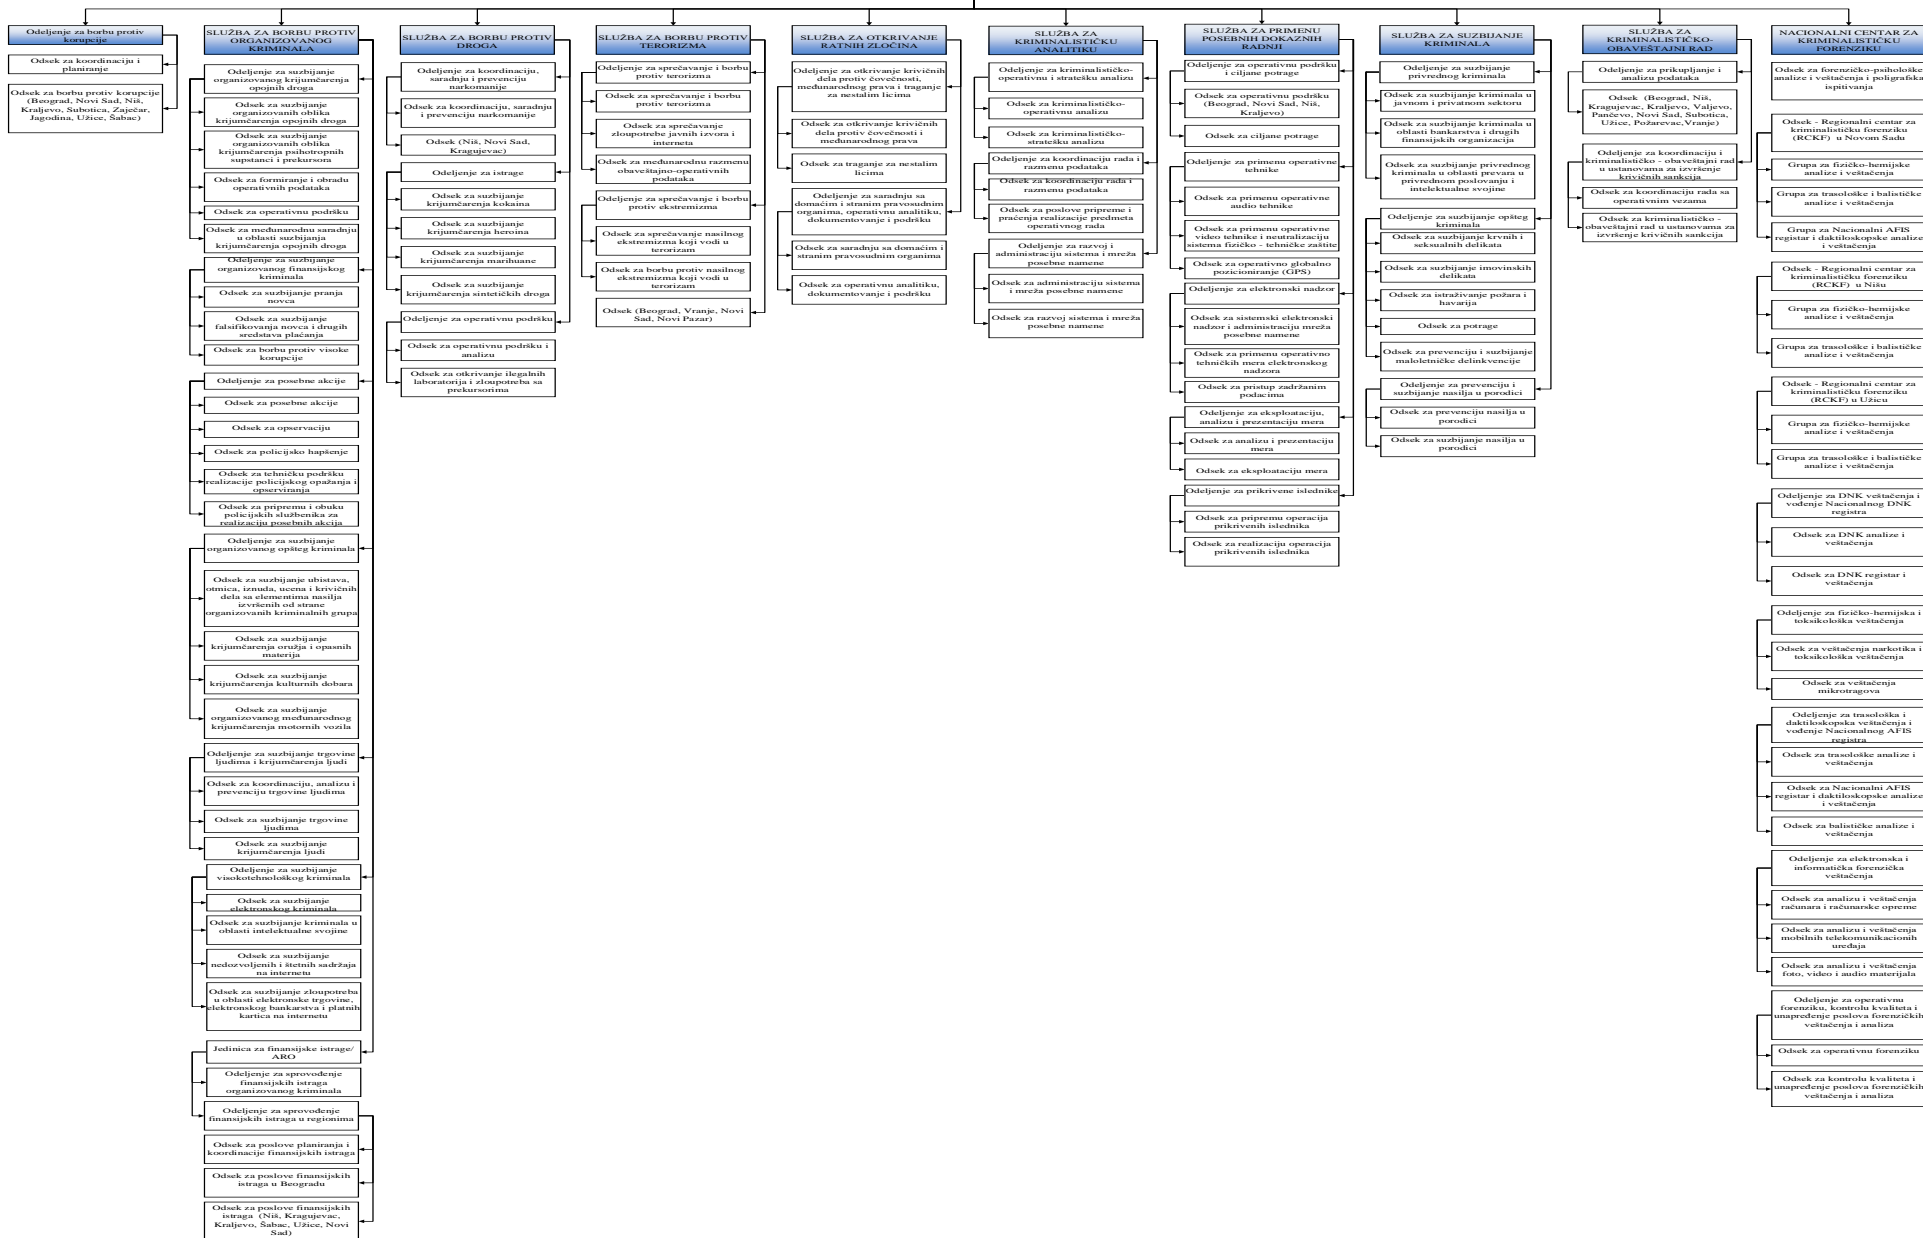 Odeljenje za borbu protiv
korupcije
Odsek za koordinaciju i
planiranje
Odsek za borbu protiv korupcije
(Beograd, Novi Sad, Niš,
Kraljevo, Subotica, Zaječar,
Jagodina, Užice, Šabac)
SLUŽBA ZA BORBU PROTIV
ORGANIZOVANOG
KRIMINALA
Odeljenje za suzbijanje
organizovanog krijumčarenja
opojnih droga
Odsek za suzbijanje
organizovanih oblika
krijumčarenja opojnih droga
Odsek za suzbijanje
organizovanih oblika
krijumčarenja psihotropnih
supstanci i prekursora
Odsek za formiranje i obradu
operativnih podataka
Odsek za operativnu podršku
Odsek za međunarodnu saradnju
u oblasti suzbijanja
krijumčarenja opojnih droga
Odeljenje za suzbijanje
organizovanog finansijskog
kriminala
Odsek za suzbijanje pranja
novca
Odsek za suzbijanje
falsifikovanja novca i drugih
sredstava plaćanja
Odsek za borbu protiv visoke
korupcije
Odeljenje za posebne akcije
Odsek za posebne akcije
Odsek za opservaciju
Odsek za policijsko hapšenje
Odsek za tehničku podršku
realizacije policijskog opažanja i
opserviranja
Odsek za pripremu i obuku
policijskih službenika za
realizaciju posebnih akcija
Odeljenje za suzbijanje
organizovanog opšteg kriminala
Odsek za suzbijanje ubistava,
otmica, iznuda, ucena i krivičnih
dela sa elementima nasilja
izvršenih od strane
organizovanih kriminalnih grupa
Odsek za suzbijanje
krijumčarenja oružja i opasnih
materija
Odsek za suzbijanje
krijumčarenja kulturnih dobara
Odsek za suzbijanje
organizovanog međunarodnog
krijumčarenja motornih vozila
Odeljenje za suzbijanje trgovine
ljudima i krijumčarenja ljudi
Odsek za koordinaciju, analizu i
prevenciju trgovine ljudima
Odsek za suzbijanje trgovine
ljudima
Odsek za suzbijanje
krijumčarenja ljudi
Odeljenje za suzbijanje
visokotehnološkog kriminala
Odsek za suzbijanje
elektronskog kriminala
Odsek za suzbijanje kriminala u
oblasti intelektualne svojine
Odsek za suzbijanje
nedozvoljenih i štetnih sadržaja
na internetu
Odsek za suzbijanje zloupotreba
u oblasti elektronske trgovine,
elektronskog bankarstva i platnih
kartica na internetu
Jedinica za finansijske istrage/
ARO
Odeljenje za sprovođenje
finansijskih istraga
organizovanog kriminala
Odeljenje za sprovođenje
finansijskih istraga u regionima
Odsek za poslove planiranja i
koordinacije finansijskih istraga
Odsek za poslove finansijskih
istraga u Beogradu
Odsek za poslove finansijskih
istraga (Niš, Kragujevac,
Kraljevo, Šabac, Užice, Novi
Sad)
SLUŽBA ZA BORBU PROTIV
DROGA
Odeljenje za koordinaciju,
saradnju i prevenciju
narkomanije
Odsek za koordinaciju, saradnju
i prevenciju narkomanije
Odsek (Niš, Novi Sad,
Kragujevac)
Odeljenje za istrage
Odsek za suzbijanje
krijumčarenja kokaina
Odsek za suzbijanje
krijumčarenja heroina
Odsek za suzbijanje
krijumčarenja marihuane
Odsek za suzbijanje
krijumčarenja sintetičkih droga
Odeljenje za operativnu podršku
Odsek za operativnu podršku i
analizu
Odsek za otkrivanje ilegalnih
laboratorija i zloupotreba sa
prekursorima
SLUŽBA ZA BORBU PROTIV
TERORIZMA
Odeljenje za sprečavanje i borbu
protiv terorizma
Odsek za sprečavanje i borbu
protiv terorizma
Odsek za sprečavanje
zloupotrebe javnih izvora i
interneta
Odsek za međunarodnu razmenu
obaveštajno-operativnih
podataka
Odeljenje za sprečavanje i borbu
protiv ekstremizma
Odsek za sprečavanje nasilnog
ekstremizma koji vodi u
terorizam
Odsek za borbu protiv nasilnog
ekstremizma koji vodi u
terorizam
Odsek (Beograd, Vranje, Novi
Sad, Novi Pazar)
SLUŽBA ZA OTKRIVANJE
RATNIH ZLOČINA
Odeljenje za otkrivanje krivičnih
dela protiv čovečnosti,
međunarodnog prava i traganje
za nestalim licima
Odsek za otkrivanje krivičnih
dela protiv čovečnosti i
međunarodnog prava
Odsek za traganje za nestalim
licima
Odeljenje za saradnju sa
domaćim i stranim pravosudnim
organima, operativnu analitiku,
dokumentovanje i podršku
Odsek za saradnju sa domaćim i
stranim pravosudnim organima
Odsek za operativnu analitiku,
dokumentovanje i podršku
SLUŽBA ZA
KRIMINALISTIČKU
ANALITIKU
Odeljenje za kriminalističko-
operativnu i stratešku analizu
Odsek za kriminalističko-
operativnu analizu
Odsek za kriminalističko-
stratešku analizu
Odeljenje za koordinaciju rada i
razmenu podataka
Odsek za koordinaciju rada i
razmenu podataka
Odsek za poslove pripreme i
praćenja realizacije predmeta
operativnog rada
Odeljenje za razvoj i
administraciju sistema i mreža
posebne namene
Odsek za administraciju sistema
i mreža posebne namene
Odsek za razvoj sistema i mreža
posebne namene
SLUŽBA ZA PRIMENU
POSEBNIH DOKAZNIH
RADNJI
Odeljenje za operativnu podršku
i ciljane potrage
Odsek za operativnu podršku
(Beograd, Novi Sad, Niš,
Kraljevo)
Odsek za ciljane potrage
Odeljenje za primenu operativne
tehnike
Odsek za primenu operativne
audio tehnike
Odsek za primenu operativne
video tehnike i neutralizaciju
sistema fizičko - tehničke zaštite
Odsek za operativno globalno
pozicioniranje (GPS)
Odeljenje za elektronski nadzor
Odsek za sistemski elektronski
nadzor i administraciju mreža
posebne namene
Odsek za primenu operativno
tehničkih mera elektronskog
nadzora
Odsek za pristup zadržanim
podacima
Odeljenje za eksploataciju,
analizu i prezentaciju mera
Odsek za analizu i prezentaciju
mera
Odsek za eksploataciju mera
Odeljenje za prikrivene islednike
Odsek za pripremu operacija
prikrivenih islednika
Odsek za realizaciju operacija
prikrivenih islednika
SLUŽBA ZA SUZBIJANJE
KRIMINALA
Odeljenje za suzbijanje
privrednog kriminala
Odsek za suzbijanje kriminala u
javnom i privatnom sektoru
Odsek za suzbijanje kriminala u
oblasti bankarstva i drugih
finansijskih organizacija
Odsek za suzbijanje privrednog
kriminala u oblasti prevara u
privrednom poslovanju i
intelektualne svojine
Odeljenje za suzbijanje opšteg
kriminala
Odsek za suzbijanje krvnih i
seksualnih delikata
Odsek za suzbijanje imovinskih
delikata
Odsek za istraživanje požara i
havarija
Odsek za potrage
Odsek za prevenciju i suzbijanje
maloletničke delinkvencije
Odeljenje za prevenciju i
suzbijanje nasilja u porodici
Odsek za prevenciju nasilja u
porodici
Odsek za suzbijanje nasilja u
porodici
SLUŽBA ZA
KRIMINALISTIČKO-
OBAVEŠTAJNI RAD
Odeljenje za prikupljanje i
analizu podataka
Odsek (Beograd, Niš,
Kragujevac, Kraljevo, Valjevo,
Pančevo, Novi Sad, Subotica,
Užice, Požarevac,Vranje)
Odeljenje za koordinaciju i
kriminalističko - obaveštajni rad
u ustanovama za izvršenje
krivičnih sankcija
Odsek za koordinaciju rada sa
operativnim vezama
Odsek za kriminalističko -
obaveštajni rad u ustanovama za
izvršenje krivičnih sankcija
NACIONALNI CENTAR ZA
KRIMINALISTIČKU
FORENZIKU
Odsek za forenzičko-psihološke
analize i veštačenja i poligrafska
ispitivanja
Odsek - Regionalni centar za
kriminalističku forenziku
(RCKF) u Novom Sadu
Grupa za fizičko-hemijske
analize i veštačenja
Grupa za trasološke i balističke
analize i veštačenja
Grupa za Nacionalni AFIS
registar i daktiloskopske analize
i veštačenja
Odsek - Regionalni centar za
kriminalističku forenziku
(RCKF) u Nišu
Grupa za fizičko-hemijske
analize i veštačenja
Grupa za trasološke i balističke
analize i veštačenja
Odsek - Regionalni centar za
kriminalističku forenziku
(RCKF) u Užicu
Grupa za fizičko-hemijske
analize i veštačenja
Grupa za trasološke i balističke
analize i veštačenja
Odeljenje za DNK veštačenja i
vođenje Nacionalnog DNK
registra
Odsek za DNK analize i
veštačenja
Odsek za DNK registar i
veštačenja
Odeljenje za fizičko-hemijska i
toksikološka veštačenja
Odsek za veštačenja narkotika i
toksikološka veštačenja
Odsek za veštačenja
mikrotragova
Odeljenje za trasološka i
daktiloskopska veštačenja i
vođenje Nacionalnog AFIS
registra
Odsek za trasološke analize i
veštačenja
Odsek za Nacionalni AFIS
registar i daktiloskopske analize
i veštačenja
Odsek za balističke analize i
veštačenja
Odeljenje za elektronska i
informatička forenzička
veštačenja
Odsek za analizu i veštačenja
računara i računarske opreme
Odsek za analizu i veštačenja
mobilnih telekomunikacionih
uređaja
Odsek za analizu i veštačenja
foto, video i audio materijala
Odeljenje za operativnu
forenziku, kontrolu kvaliteta i
unapređenje poslova forenzičkih
veštačenja i analiza
Odsek za operativnu forenziku
Odsek za kontrolu kvaliteta i
unapređenje poslova forenzičkih
veštačenja i analiza